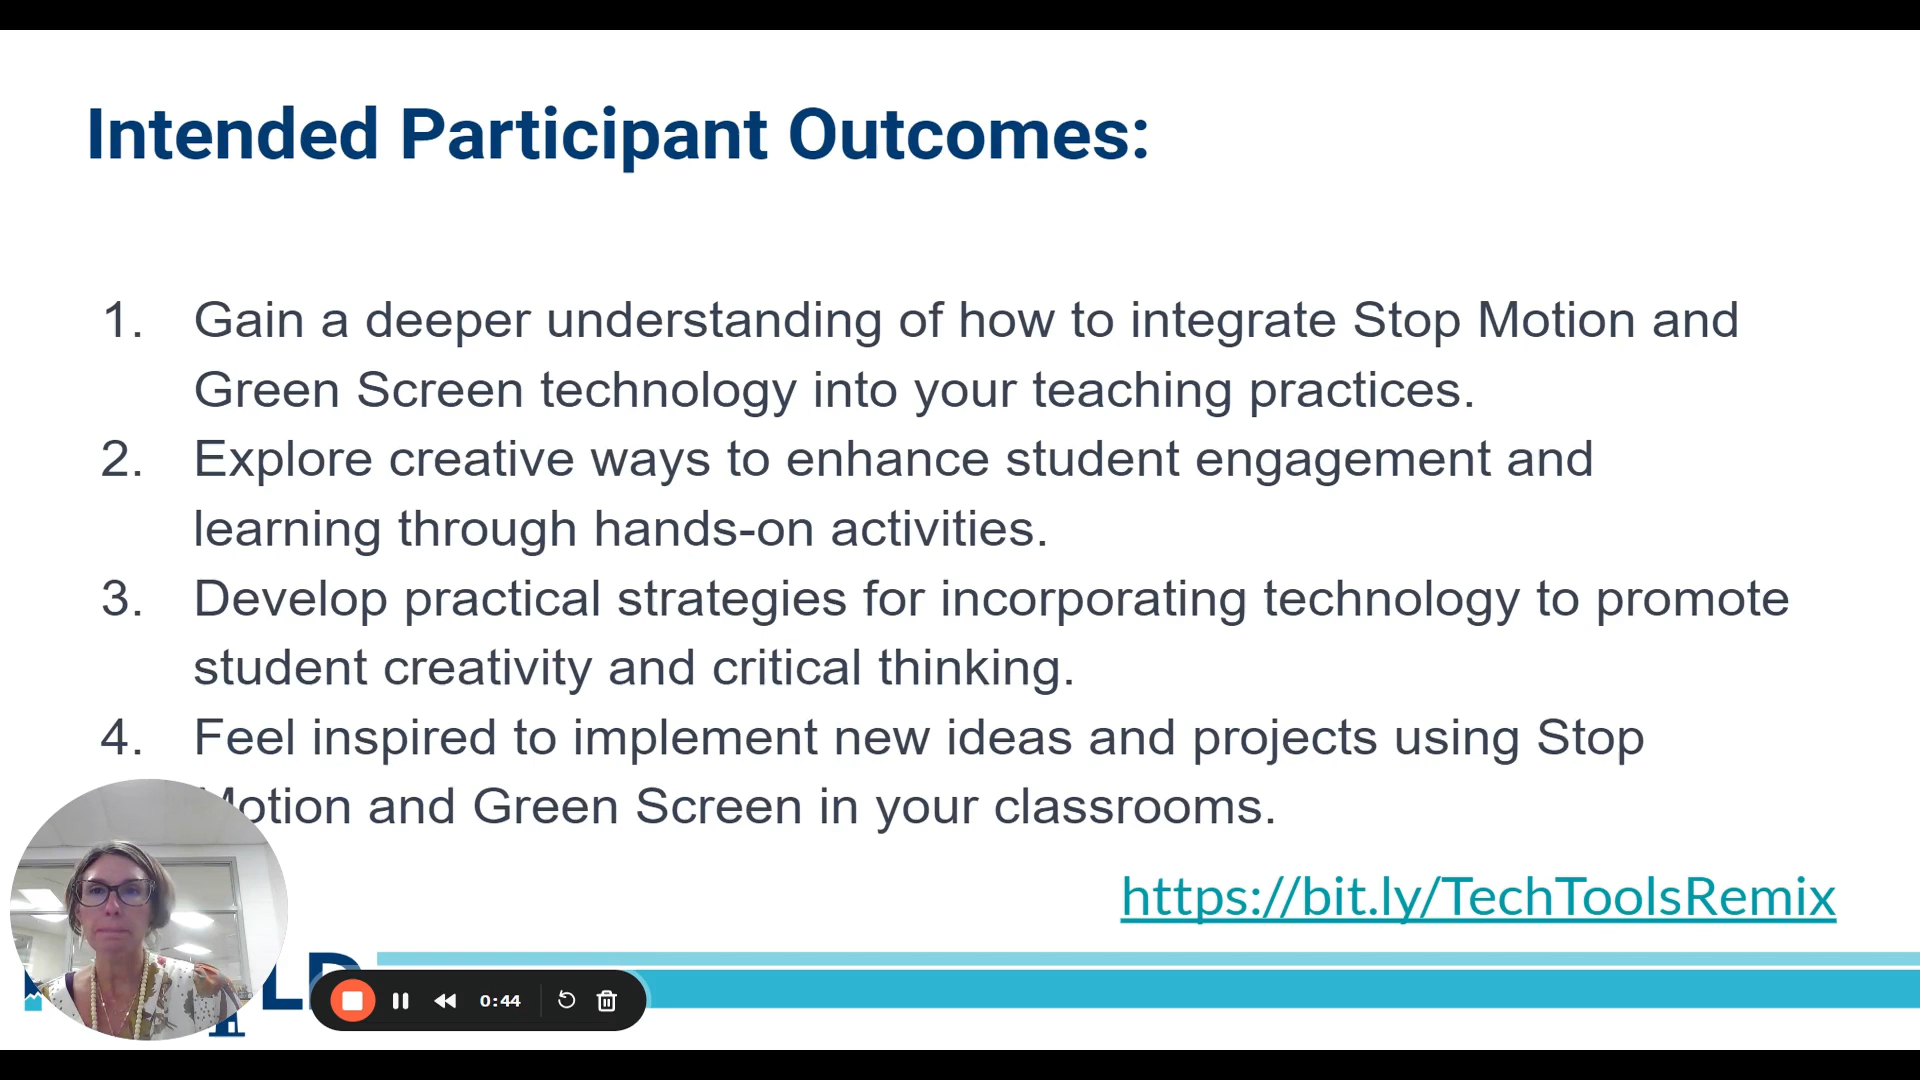 Intended Participant Outcomes:
1. Gain a deeper understanding of how to integrate Stop Motion and
Green Screen technology into your teaching practices.
2. Explore creative ways to enhance student engagement and
learning through hands-on activities.
3. Develop practical strategies for incorporating technology to promote
student creativity and critical thinking.
4. Feel inspired to implement new ideas and projects using Stop
Motion and Green Screen in your classrooms.
https://bit.ly/TechToolsRemix
LD
0:44